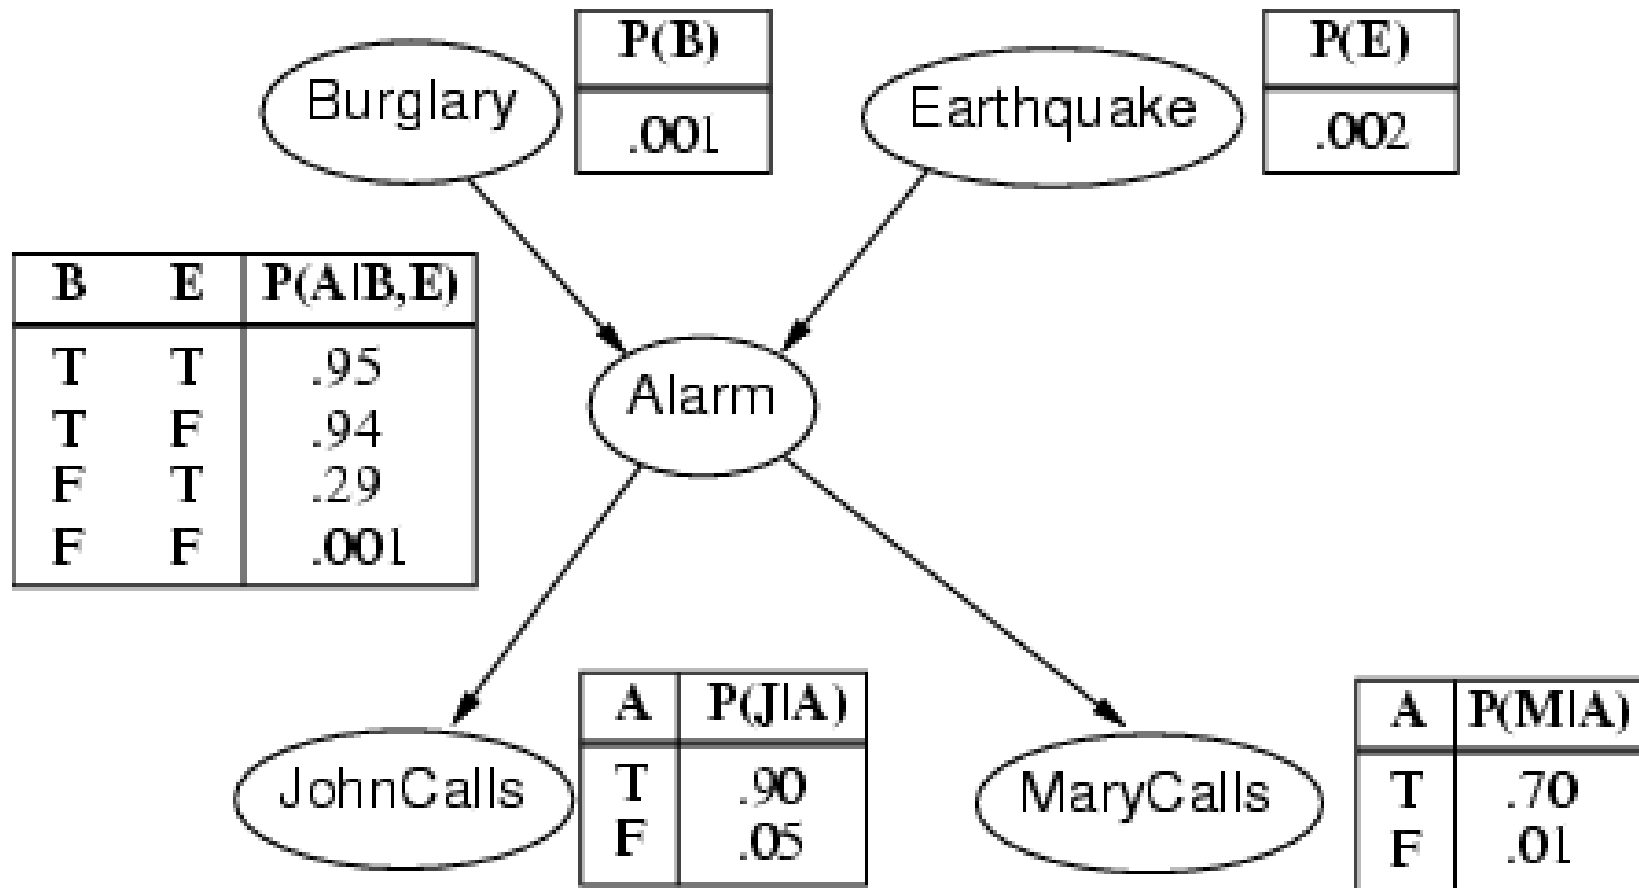 P(B)
.001
Burglary
P(E)
.002
Earthquake
B E P(A|B,E)
T T .95
T F .94
F T .29
F F .001
Alarm
JohnCalls
A P(J|A)
T .90
F .05
MaryCalls
A P(M|A)
T .70
F .01